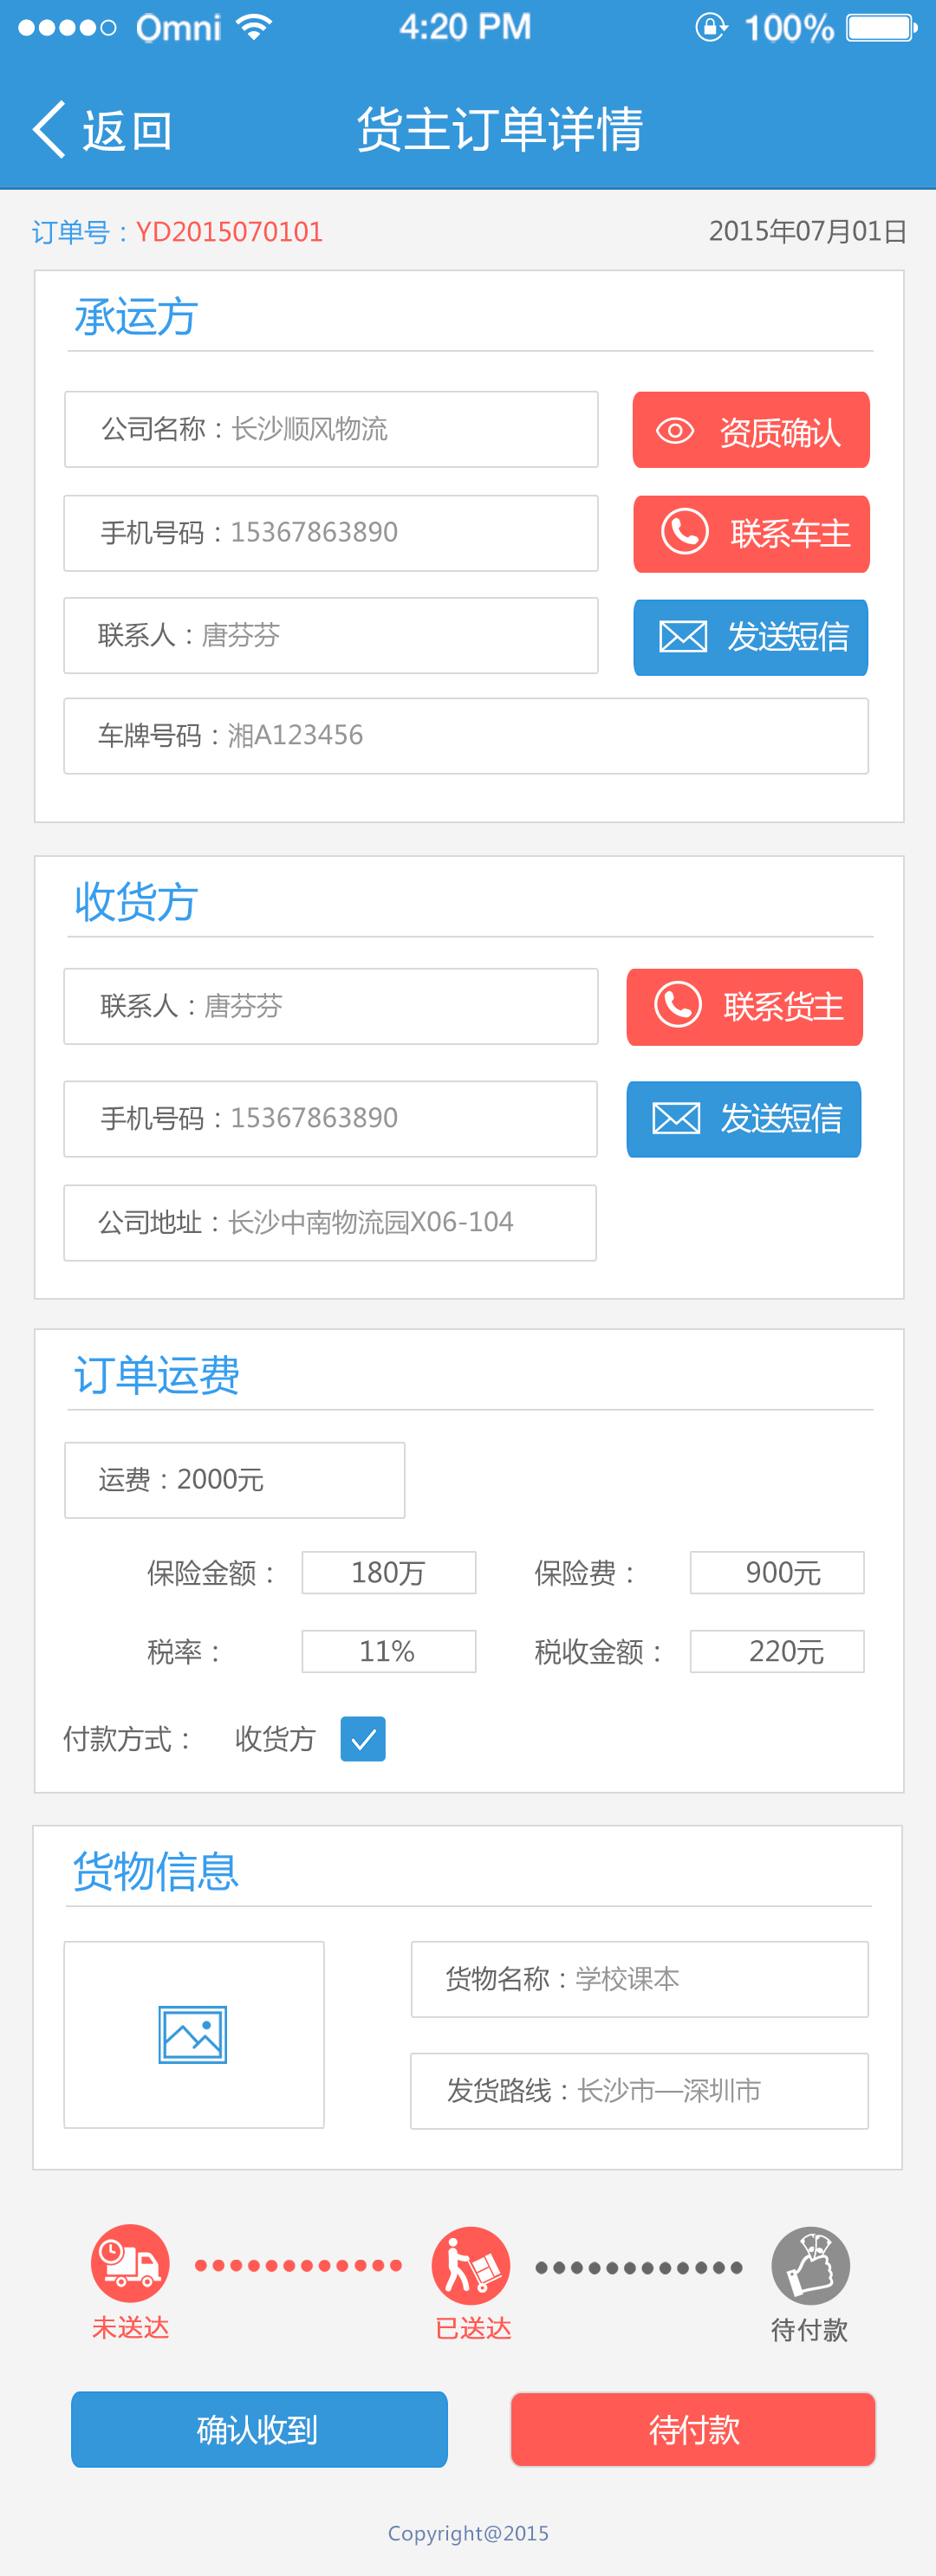 Omni 4:20 PM 100%
返回 货主订单详情
订单号：YD2015070101 2015年07月01日
承运方
公司名称：长沙顺风物流 资质确认
手机号码：15367863890 联系车主
联系人：唐芬芬 发送短信
车牌号码：湘A123456
收货方
联系人：唐芬芬 联系货主
手机号码：15367863890 发送短信
公司地址：长沙中南物流园X06-104
订单运费
运费：2000元
保险金额： 180万 保险费： 900元
税率： 11% 税收金额： 220元
付款方式： 收货方
货物信息
货物名称：学校课本
发货路线：长沙市—深圳市
未送达 已送达 待付款
确认收到 待付款
Copyright@2015